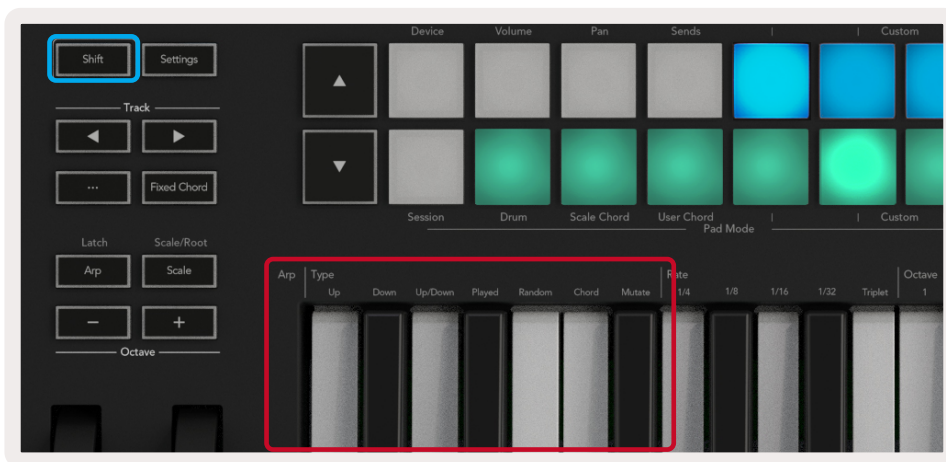 Device Volume Pan Sends Custom
Shift Settings
Track
... Fixed Chord
Session Drum Scale Chord User Chord Custom
Pad Mode
Latch Scale/Root
Arp Scale
Arp Type Rate Octave
Up Down Up/Down Played Random Chord Mutate 1/4 1/8 1/16 1/32 Triplet 1
− +
Octave